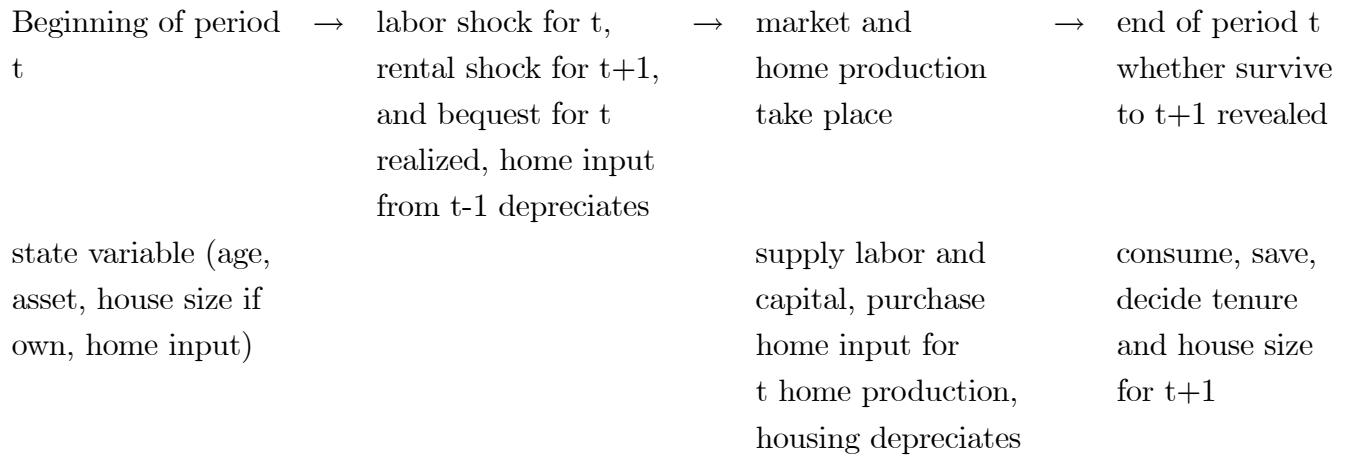 Beginning of period → labor shock for t, → market and → end of period t
t rental shock for t+1, home production whether survive
and bequest for t take place to t+1 revealed
realized, home input
from t-1 depreciates
state variable (age, supply labor and consume, save,
asset, house size if capital, purchase decide tenure
own, home input) home input for and house size
t home production, for t+1
housing depreciates